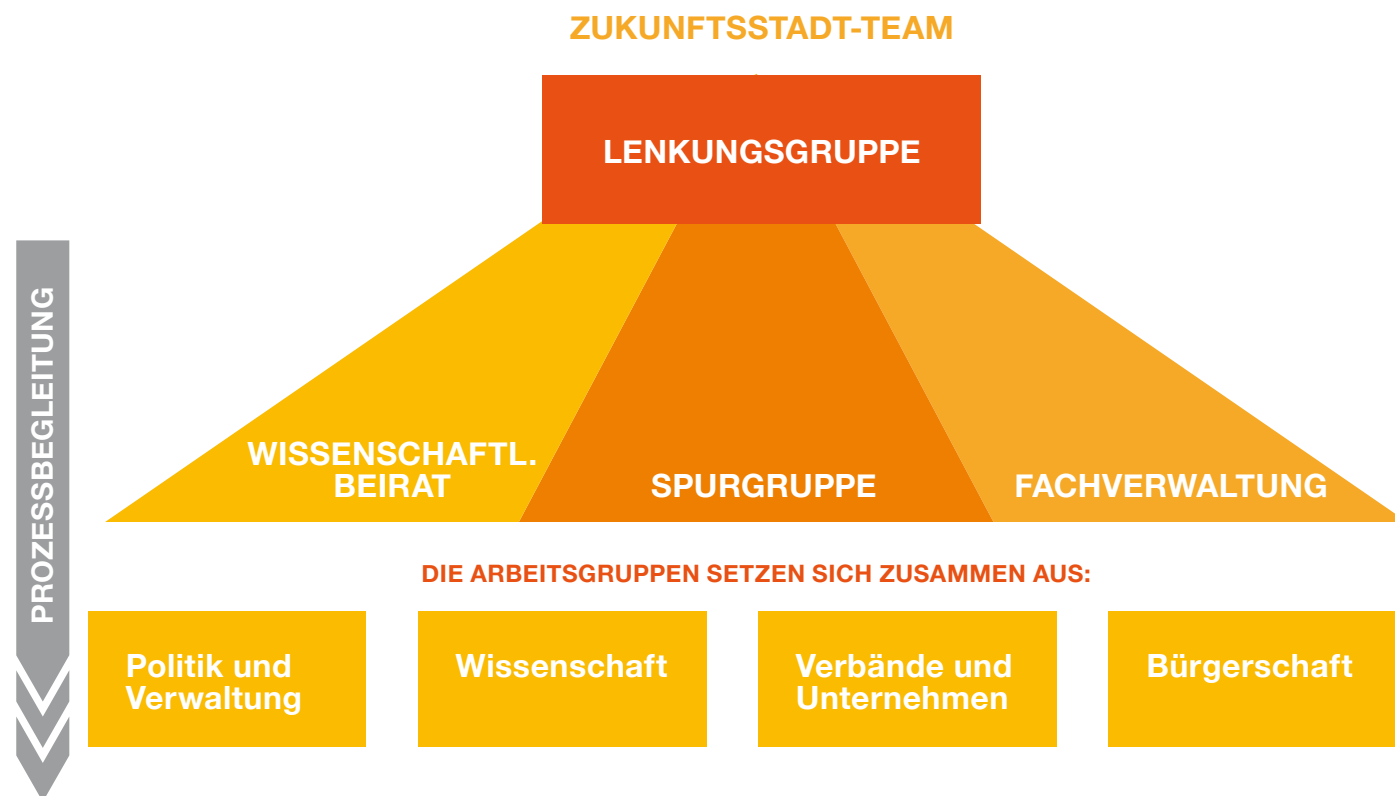 ZUKUNFTSSTADT-TEAM
LENKUNGSGRUPPE
PROZESSBEGLEITUNG
WISSENSCHAFTL.
BEIRAT
SPURGRUPPE
FACHVERWALTUNG
DIE ARBEITSGRUPPEN SETZEN SICH ZUSAMMEN AUS:
Politik und
Verwaltung
Wissenschaft
Verbände und
Unternehmen
Bürgerschaft